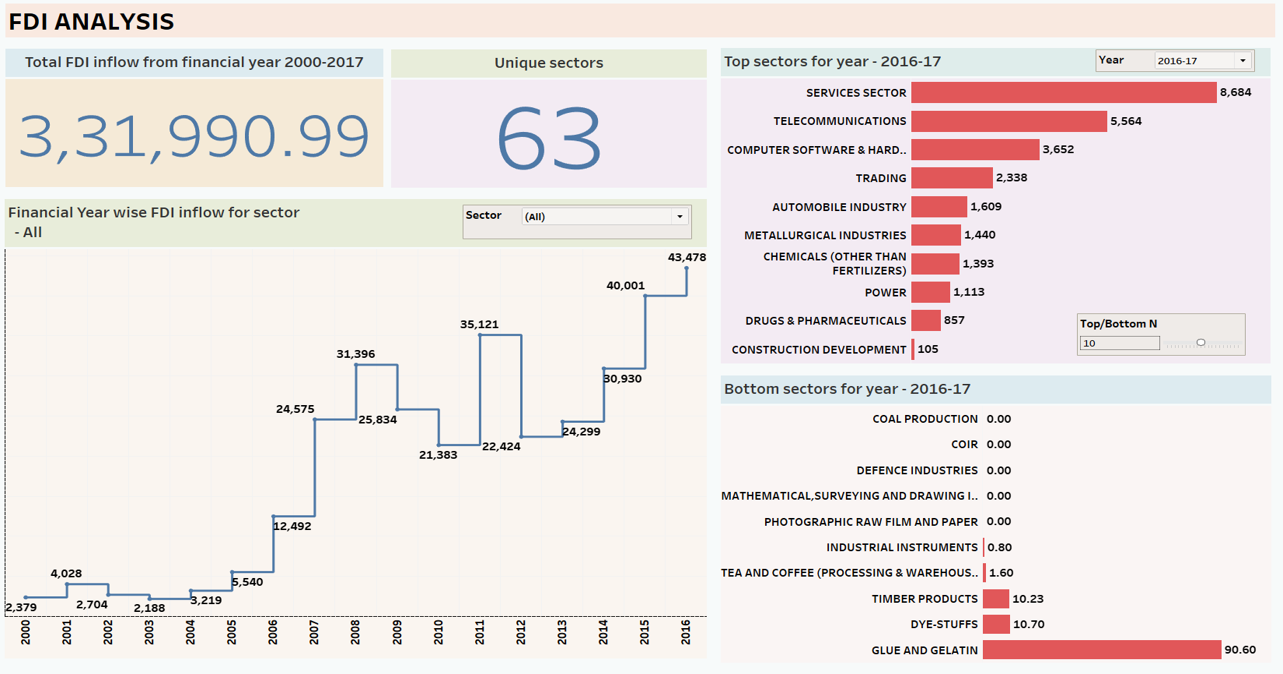 FDI ANALYSIS
Total FDI inflow from financial year 2000-2017
3,31,990.99
Unique sectors
63
Financial Year wise FDI inflow for sector
- All
Sector
(All)
43,478
40,001
35,121
31,396
30,930
24,575
25,834
24,299
22,424
21,383
12,492
5,540
4,028
3,219
2,704
2,188
2,379
2000
2001
2002
2003
2004
2005
2006
2007
2008
2009
2010
2011
2012
2013
2014
2015
2016
Top sectors for year - 2016-17
Year
2016-17
SERVICES SECTOR 8,684
TELECOMMUNICATIONS 5,564
COMPUTER SOFTWARE & HARD.. 3,652
TRADING 2,338
AUTOMOBILE INDUSTRY 1,609
METALLURGICAL INDUSTRIES 1,440
CHEMICALS (OTHER THAN
FERTILIZERS) 1,393
POWER 1,113
DRUGS & PHARMACEUTICALS 857
CONSTRUCTION DEVELOPMENT 105
Top/Bottom N
10
Bottom sectors for year - 2016-17
COAL PRODUCTION 0.00
COIR 0.00
DEFENCE INDUSTRIES 0.00
MATHEMATICAL,SURVEYING AND DRAWING I.. 0.00
PHOTOGRAPHIC RAW FILM AND PAPER 0.00
INDUSTRIAL INSTRUMENTS 0.80
TEA AND COFFEE (PROCESSING & WAREHOUS.. 1.60
TIMBER PRODUCTS 10.23
DYE-STUFFS 10.70
GLUE AND GELATIN 90.60